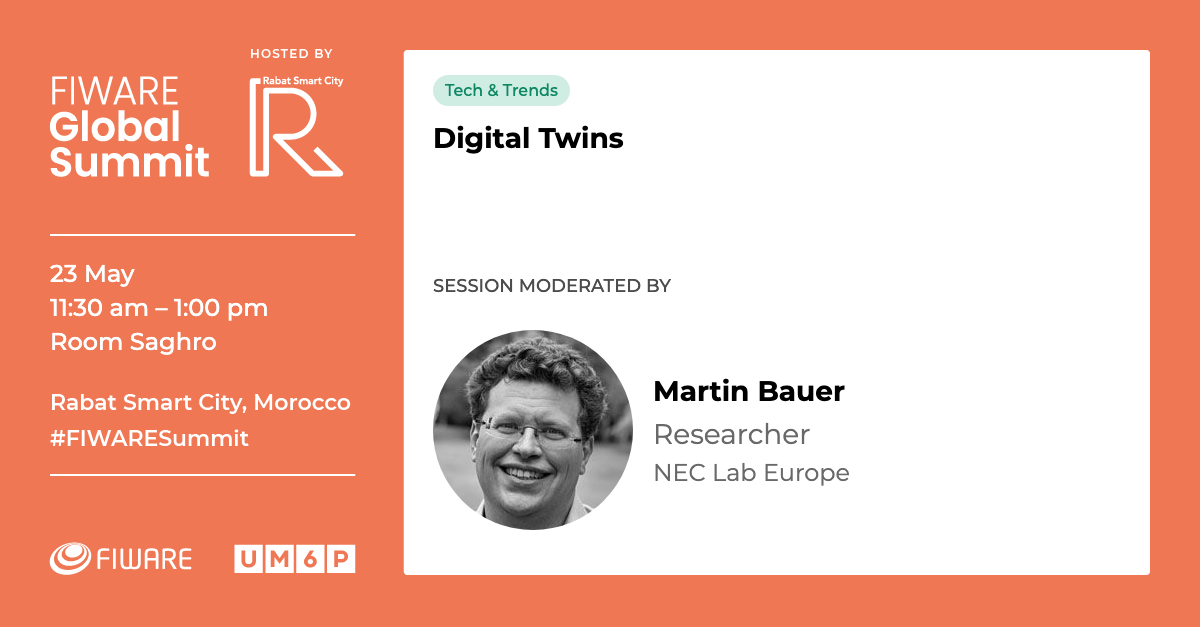 HOSTED BY
FIWARE
Global
Summit
Rabat Smart City
R
23 May
11:30 am – 1:00 pm
Room Saghro
Rabat Smart City, Morocco
#FIWARESummit
FIWARE
UM6P
Tech & Trends
Digital Twins
SESSION MODERATED BY
Martin Bauer
Researcher
NEC Lab Europe